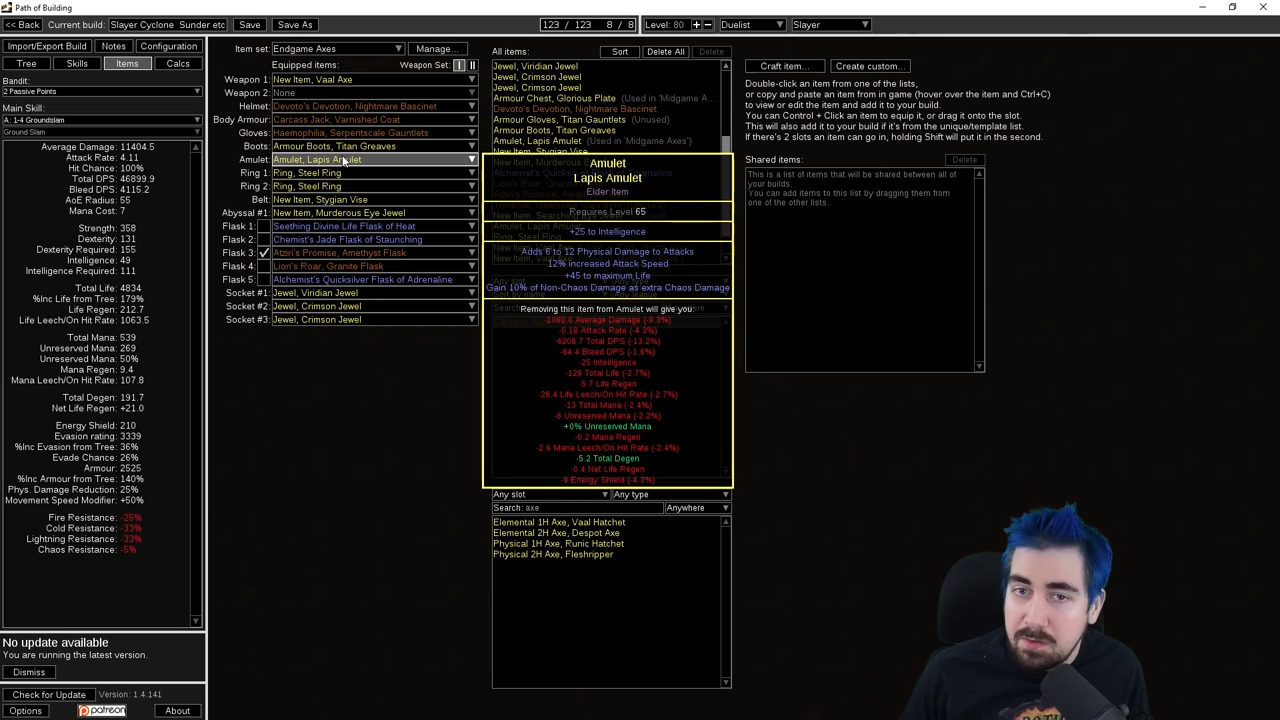 Path of Building
<< Back
Current build: Slayer Cyclone Sunder etc
Save
Save As
123 / 123 8 / 8
Level: 80
+
Duelist
Slayer
Import/Export Build
Notes
Configuration
Tree
Skills
Items
Calcs
Bandit:
2 Passive Points
Main Skill:
A: 1-4 Groundslam
Ground Slam
Average Damage: 11404.5
Attack Rate: 4.11
Hit Chance: 100%
Total DPS: 46899.9
Bleed DPS: 4115.2
AoE Radius: 55
Mana Cost: 7
Strength: 358
Dexterity: 131
Dexterity Required: 155
Intelligence: 49
Intelligence Required: 111
Total Life: 4834
%Inc Life from Tree: 179%
Life Regen: 212.7
Life Leech/On Hit Rate: 1063.5
Total Mana: 539
Unreserved Mana: 269
Unreserved Mana: 50%
Mana Regen: 9.4
Mana Leech/On Hit Rate: 107.8
Total Degen: 191.7
Net Life Regen: +21.0
Energy Shield: 210
Evasion rating: 3339
%Inc Evasion from Tree: 36%
Evade Chance: 26%
Armour: 2525
%Inc Armour from Tree: 140%
Phys. Damage Reduction: 25%
Movement Speed Modifier: +50%
Fire Resistance: -25%
Cold Resistance: -33%
Lightning Resistance: -33%
Chaos Resistance: -5%
No update available
You are running the latest version.
Dismiss
Check for Update
Version: 1.4.141
Options
patreon
About
Item set: Endgame Axes
Manage...
Equipped items:
Weapon Set: I II
Weapon 1: New Item, Vaal Axe
Weapon 2: None
Helmet: Devoto's Devotion, Nightmare Bascinet
Body Armour: Carcass Jack, Varnished Coat
Gloves: Haemophilia, Serpentscale Gauntlets
Boots: Armour Boots, Titan Greaves
Amulet: Amulet, Lapis Amulet
Ring 1: Ring, Steel Ring
Ring 2: Ring, Steel Ring
Belt: New Item, Stygian Vise
Abyssal #1: New Item, Murderous Eye Jewel
Flask 1: Seething Divine Life Flask of Heat
Flask 2: Chemist's Jade Flask of Staunching
Flask 3: Atziri's Promise, Amethyst Flask
Flask 4: Lion's Roar, Granite Flask
Flask 5: Alchemist's Quicksilver Flask of Adrenaline
Socket #1: Jewel, Viridian Jewel
Socket #2: Jewel, Crimson Jewel
Socket #3: Jewel, Crimson Jewel
All items:
Sort
Delete All
Delete
Jewel, Viridian Jewel
Jewel, Crimson Jewel
Jewel, Crimson Jewel
Armour Chest, Glorious Plate (Used in 'Midgame A...
Devoto's Devotion, Nightmare Bascinet
Armour Gloves, Titan Gauntlets (Unused)
Armour Boots, Titan Greaves
Amulet, Lapis Amulet (Used in 'Midgame Axes')
New Item, Stygian Vise
Amulet
Lapis Amulet
Elder Item
Requires Level 65
+25 to Intelligence
Adds 6 to 12 Physical Damage to Attacks
12% increased Attack Speed
+45 to maximum Life
Gain 10% of Non-Chaos Damage as extra Chaos Damage
Removing this item from Amulet will give you:
-1060.0 Average Damage (-9.3%)
-0.18 Attack Rate (-4.3%)
-6208.7 Total DPS (-13.2%)
-64.4 Bleed DPS (-1.6%)
-25 Intelligence
-129 Total Life (-2.7%)
-5.7 Life Regen
-28.4 Life Leech/On Hit Rate (-2.7%)
-13 Total Mana (-2.4%)
-6 Unreserved Mana (-2.2%)
+0% Unreserved Mana
-0.2 Mana Regen
-2.6 Mana Leech/On Hit Rate (-2.4%)
-5.2 Total Degen
-0.4 Net Life Regen
-9 Energy Shield (-4.3%)
Any slot
Any type
Search: axe
Anywhere
Elemental 1H Axe, Vaal Hatchet
Elemental 2H Axe, Despot Axe
Physical 1H Axe, Runic Hatchet
Physical 2H Axe, Fleshripper
Craft item...
Create custom...
Double-click an item from one of the lists,
or copy and paste an item from in game (hover over the item and Ctrl+C)
to view or edit the item and add it to your build.
You can Control + Click an item to equip it, or drag it onto the slot.
This will also add it to your build if it's from the unique/template list.
If there's 2 slots an item can go in, holding Shift will put it in the second.
Shared items:
Delete
This is a list of items that will be shared between all of
your builds.
You can add items to this list by dragging them from
one of the other lists.